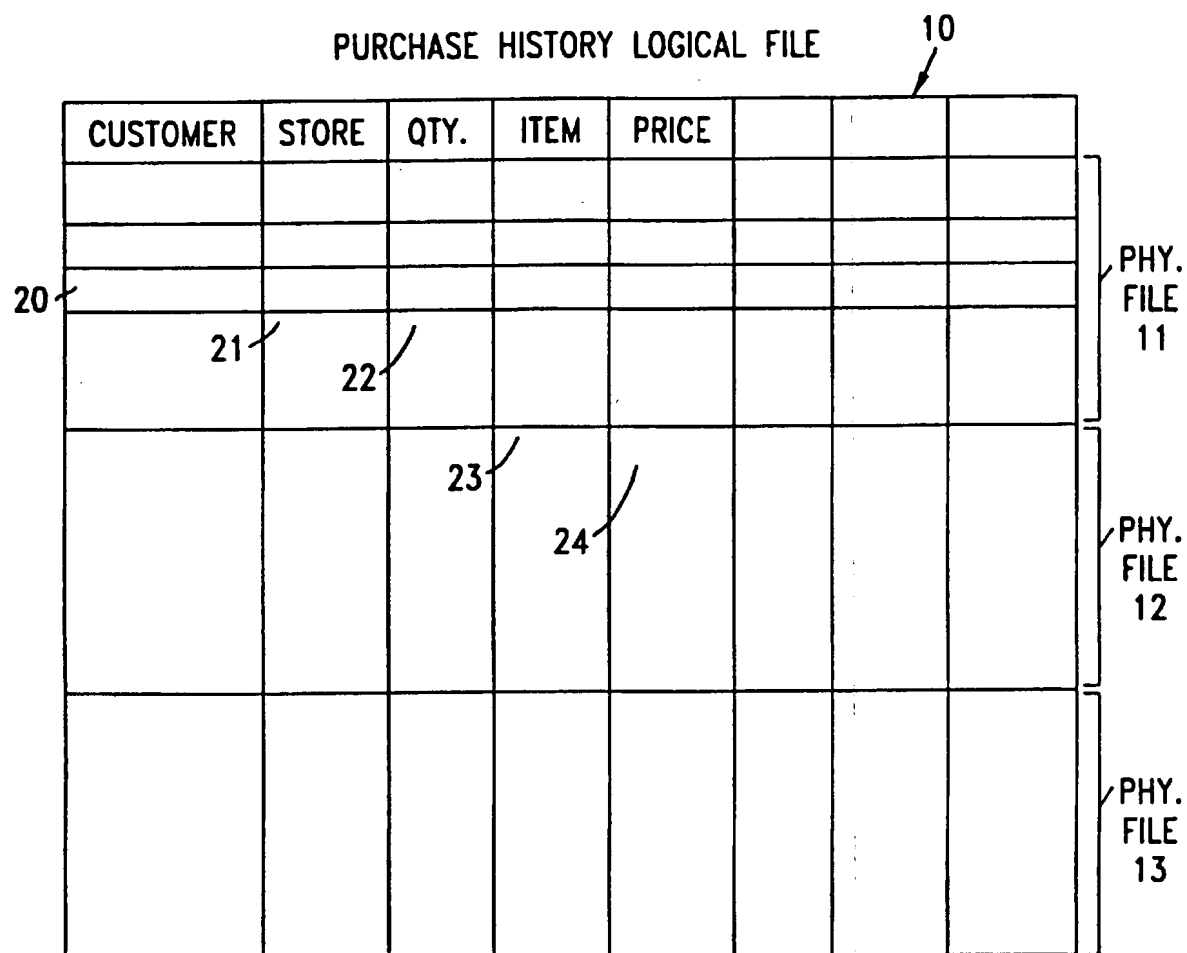 10
PURCHASE HISTORY LOGICAL FILE
CUSTOMER STORE QTY. ITEM PRICE
PHY.
FILE
11
20
21
22
23
24
PHY.
FILE
12
PHY.
FILE
13